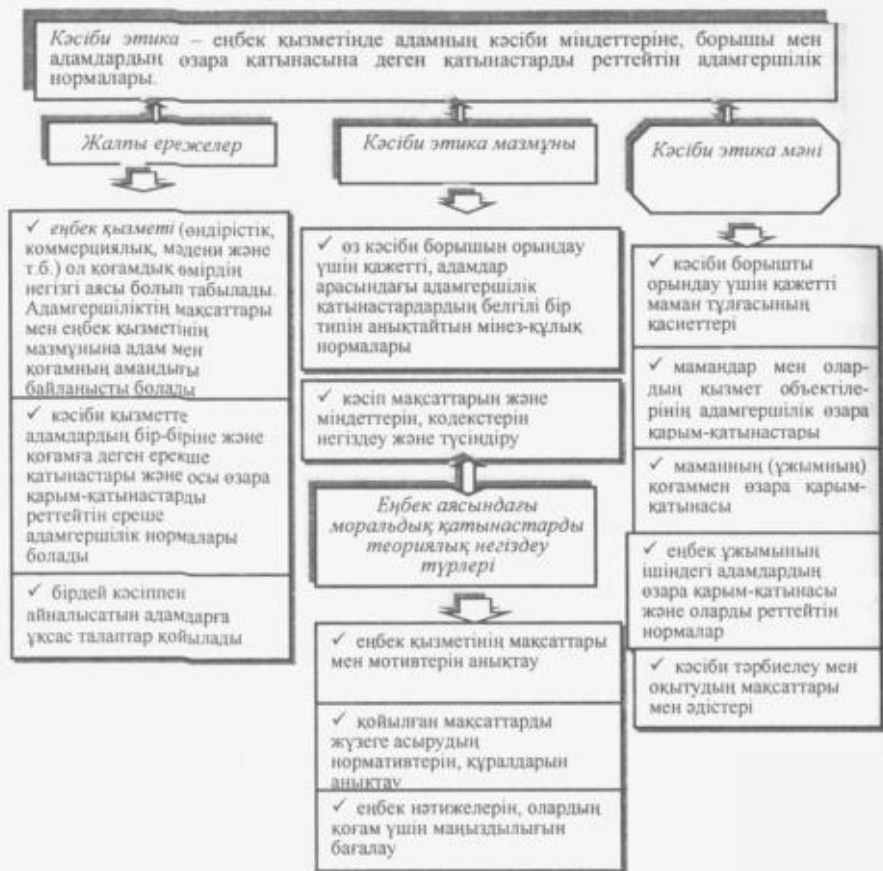 Кәсіби этика – еңбек қызметінде адамның кәсіби міндеттеріне, борышы мен
адамдардың өзара қатынасына деген қатынастарды реттейтін адамгершілік
нормалары.
Жалпы ережелер
✓ еңбек қызметі (өндірістік,
коммерциялық, мәдени және
т.б.) ол қоғамдық өмірдің
негізгі аясы болып табылады.
Адамгершіліктің мақсаттары
мен еңбек қызметінің
мазмұнына адам мен
қоғамның амандығы
байланысты болады
✓ кәсіби қызметте
адамдардың бір-біріне және
қоғамға деген ерекше
қатынастары және осы өзара
қарым-қатынастарды
реттейтін ереше
адамгершілік нормалары
болады
✓ бірдей кәсіппен
айналысатын адамдарға
ұқсас талаптар қойылады
Кәсіби этика мазмұны
✓ өз кәсіби борышын орындау
үшін қажетті, адамдар
арасындағы адамгершілік
қатынастардардың белгілі бір
типін анықтайтын мінез-құлық
нормалары
✓ кәсіп мақсаттарын және
міндеттерін, кодекстерін
негіздеу және түсіндіру
Еңбек аясындағы
моральдық қатынастарды
теориялық негіздеу
түрлері
✓ еңбек қызметінің мақсаттары
мен мотивтерін анықтау
✓ қойылған мақсаттарды
жүзеге асырудың
нормативтерін, құралдарын
анықтау
✓ еңбек нәтижелерін, олардың
қоғам үшін маңыздылығын
бағалау
Кәсіби этика мәні
✓ кәсіби борышты
орындау үшін қажетті
маман тұлғасының
қасиеттері
✓ мамандар мен олар-
дың қызмет объектіле-
рінің адамгершілік өзара
қарым-қатынастары
✓ маманның (ұжымның)
қоғаммен өзара қарым-
қатынасы
✓ еңбек ұжымының
ішіндегі адамдардың
өзара қарым-қатынасы
және оларды реттейтін
нормалар
✓ кәсіби тәрбиелеу мен
оқытудың мақсаттары
мен әдістері